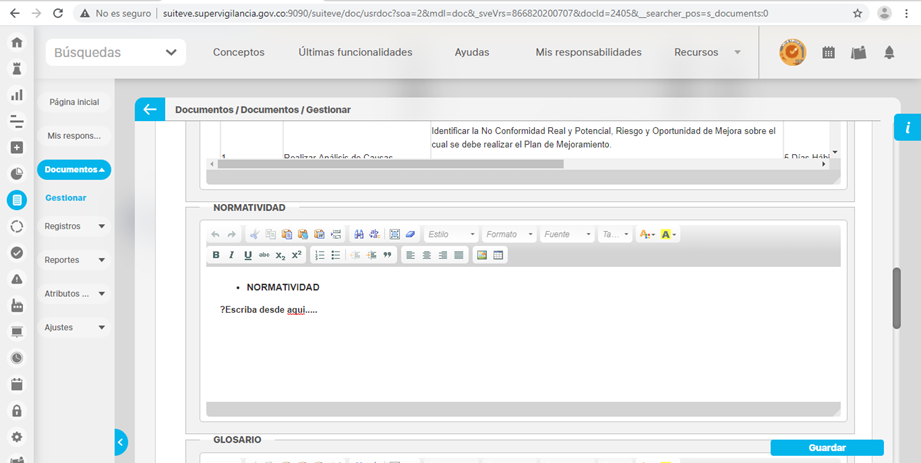 No es seguro | suiteve.supervigilancia.gov.co:9090/suiteve/doc/usrdoc?soa=2&mdl=doc&_sveVrs=866820200707&docId=2405&__searcher_pos=s_documents:0
Búsquedas
Conceptos
Últimas funcionalidades
Ayudas
Mis responsabilidades
Recursos
Página inicial
Mis respons...
Documentos
Gestionar
Registros
Reportes
Atributos ...
Ajustes
Documentos / Documentos / Gestionar
i
Identificar la No Conformidad Real y Potencial, Riesgo y Oportunidad de Mejora sobre el
cual se debe realizar el Plan de Mejoramiento.
1 Realizar Análisis de Causas 5 Días Hábi
NORMATIVIDAD
Estilo Formato Fuente Ta...
B I U abc x₂ x²
• NORMATIVIDAD
?Escriba desde aqui.....
GLOSARIO
Guardar